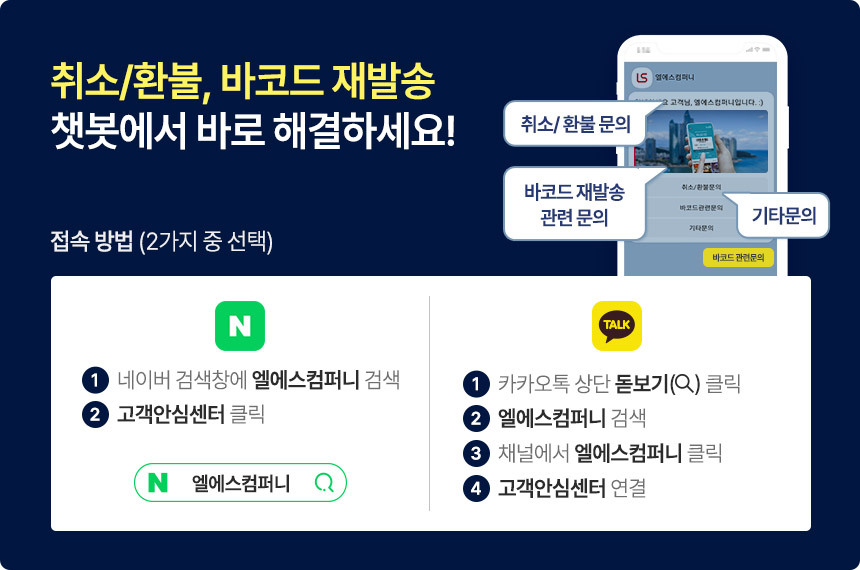 취소/환불, 바코드 재발송
챗봇에서 바로 해결하세요!
LS 엘에스컴퍼니
고객님, 엘에스컴퍼니입니다. :)
취소/ 환불 문의
바코드 재발송
관련 문의
기타문의
취소/환불문의
바코드관련문의
기타문의
바코드 관련문의
접속 방법 (2가지 중 선택)
N
1 네이버 검색창에 엘에스컴퍼니 검색
2 고객안심센터 클릭
N 엘에스컴퍼니
TALK
1 카카오톡 상단 돋보기( ) 클릭
2 엘에스컴퍼니 검색
3 채널에서 엘에스컴퍼니 클릭
4 고객안심센터 연결